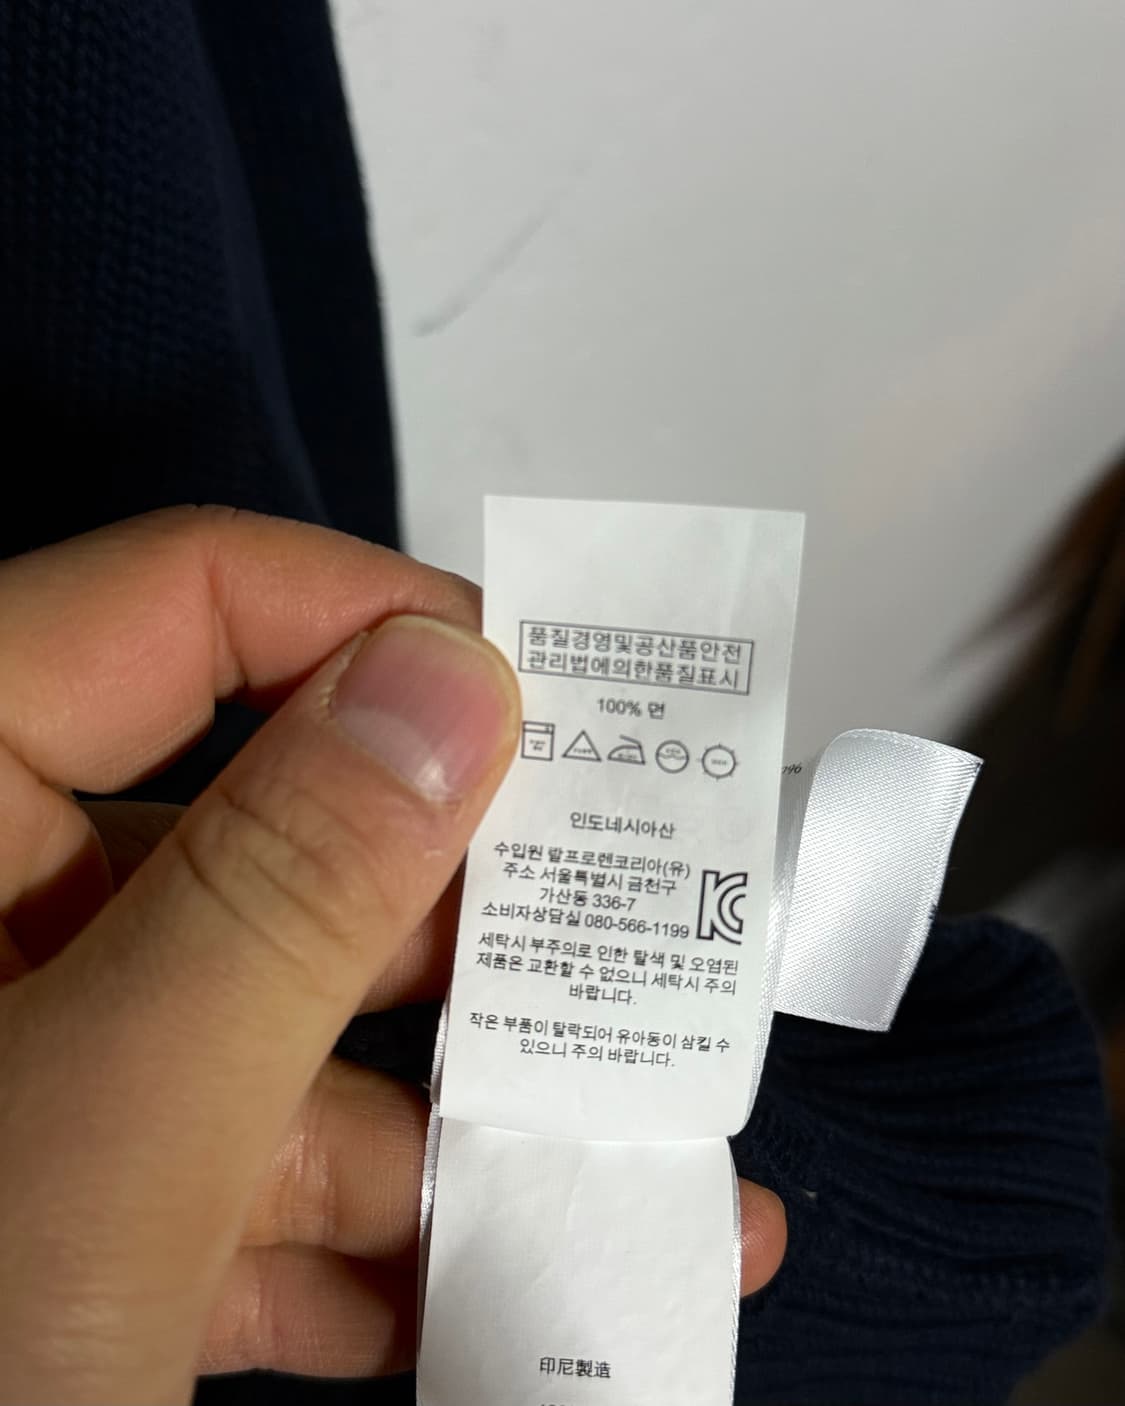 품질경영및공산품안전
관리법에의한품질표시
100% 면
인도네시아산
수입원 랄프로렌코리아(유)
주소 서울특별시 금천구
가산동 336-7
소비자상담실 080-566-1199
세탁시 부주의로 인한 탈색 및 오염된
제품은 교환할 수 없으니 세탁시 주의
바랍니다.
작은 부품이 탈락되어 유아동이 삼킬 수
있으니 주의 바랍니다.
印尼製造